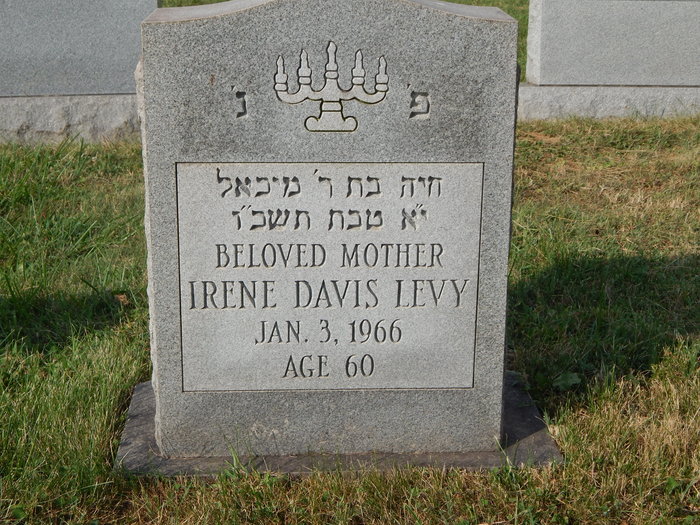 פ׳ נ׳
חיה בת ר׳ מיכאל
י״א טבת תשכ״ו
BELOVED MOTHER
IRENE DAVIS LEVY
JAN. 3, 1966
AGE 60